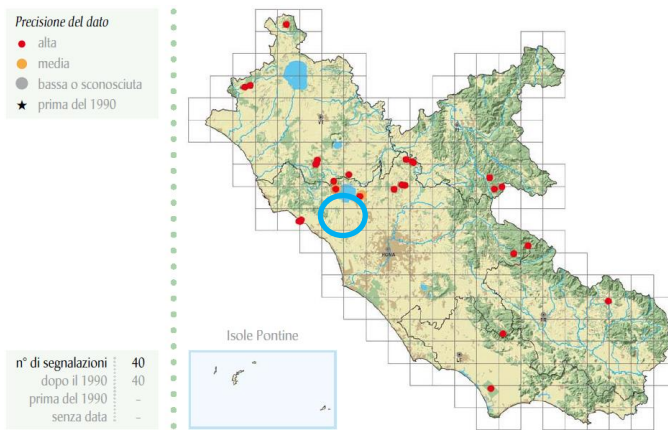 Precisione del dato
alta
media
bassa o sconosciuta
prima del 1990
ROMA
Isole Pontine
n° di segnalazioni 40
dopo il 1990 40
prima del 1990 -
senza data -